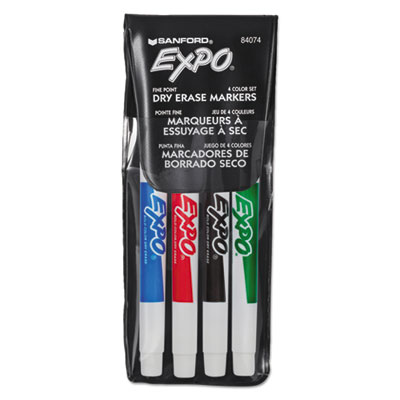 SANFORD® 84074
EXPO®
FINE POINT 4 COLOR SET
DRY ERASE MARKERS
POINTE FINE JEU DE 4 COULEURS
MARQUEURS À
ESSUYAGE À SEC
PUNTA FINA JUEGO DE 4 COLORES
MARCADORES DE
BORRADO SECO
EXPO
EXPO
EXPO
EXPO